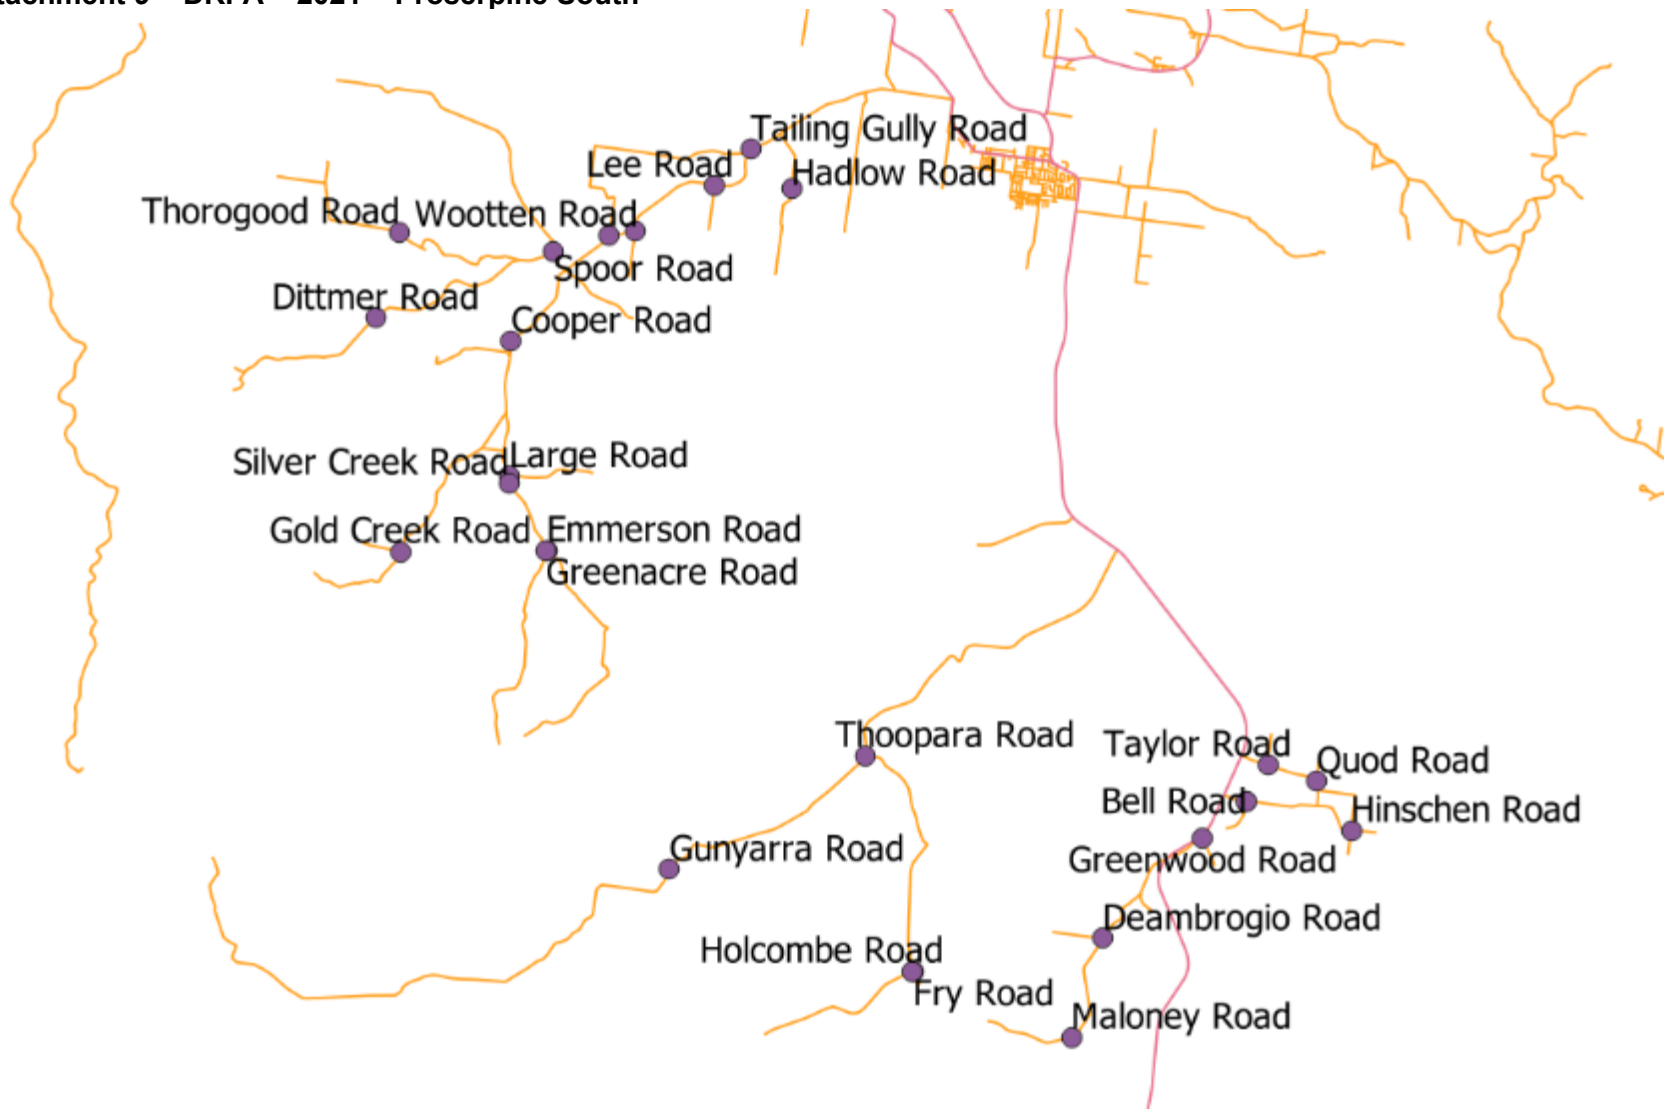 Tailing Gully Road
Lee Road
Hadlow Road
Thorogood Road
Wootten Road
Spoor Road
Dittmer Road
Cooper Road
Silver Creek Road
Large Road
Gold Creek Road
Emmerson Road
Greenacre Road
Thoopara Road
Taylor Road
Quod Road
Bell Road
Hinschen Road
Gunyarra Road
Greenwood Road
Deambrogio Road
Holcombe Road
Fry Road
Maloney Road